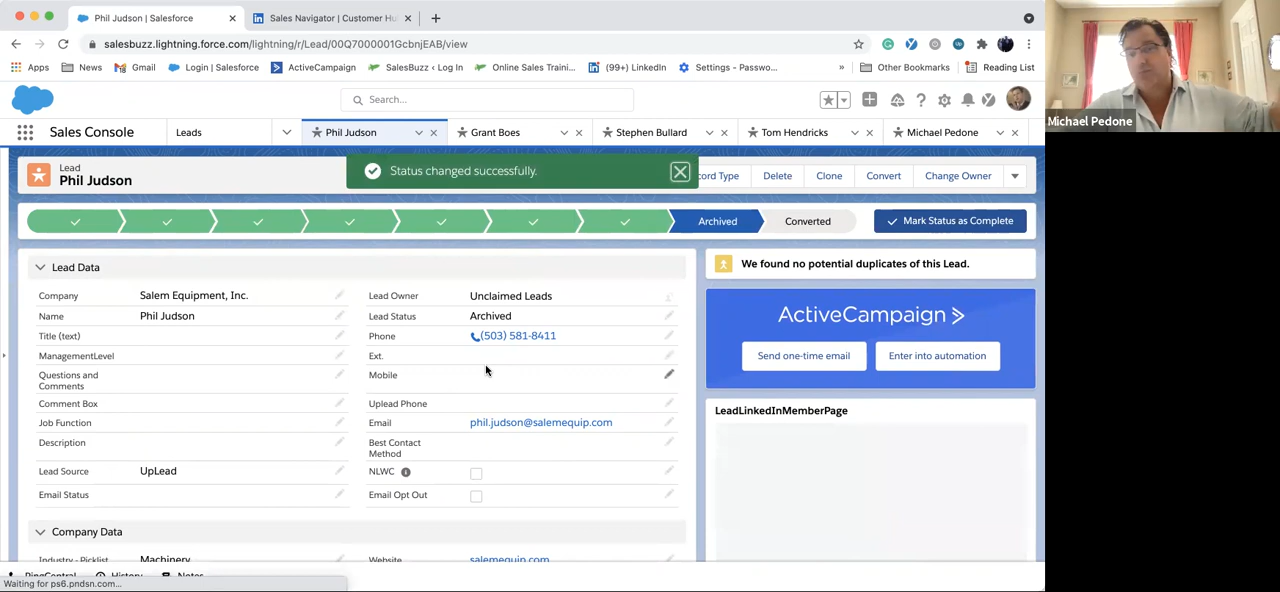 Phil Judson | Salesforce
Sales Navigator | Customer Hu
salesbuzz.lightning.force.com/lightning/r/Lead/00Q7000001GcbnjEAB/view
Apps News Gmail Login | Salesforce ActiveCampaign SalesBuzz ‹ Log In Online Sales Traini... (99+) LinkedIn Settings - Passwo... » Other Bookmarks Reading List
Search...
Sales Console Leads Phil Judson Grant Boes Stephen Bullard Tom Hendricks Michael Pedone
Michael Pedone
Lead
Phil Judson
Status changed successfully.
ord Type Delete Clone Convert Change Owner
Archived Converted Mark Status as Complete
Lead Data
Company Salem Equipment, Inc. Lead Owner Unclaimed Leads
Name Phil Judson Lead Status Archived
Title (text) Phone (503) 581-8411
ManagementLevel Ext.
Questions and Comments Mobile
Comment Box Uplead Phone
Job Function Email phil.judson@salemequip.com
Description Best Contact Method
Lead Source UpLead NLWC
Email Status Email Opt Out
Company Data
Industry - Picklist Machinery Website salemequip.com
We found no potential duplicates of this Lead.
ActiveCampaign >
Send one-time email Enter into automation
LeadLinkedInMemberPage
RingCentral History Notes
Waiting for ps6.pndsn.com...